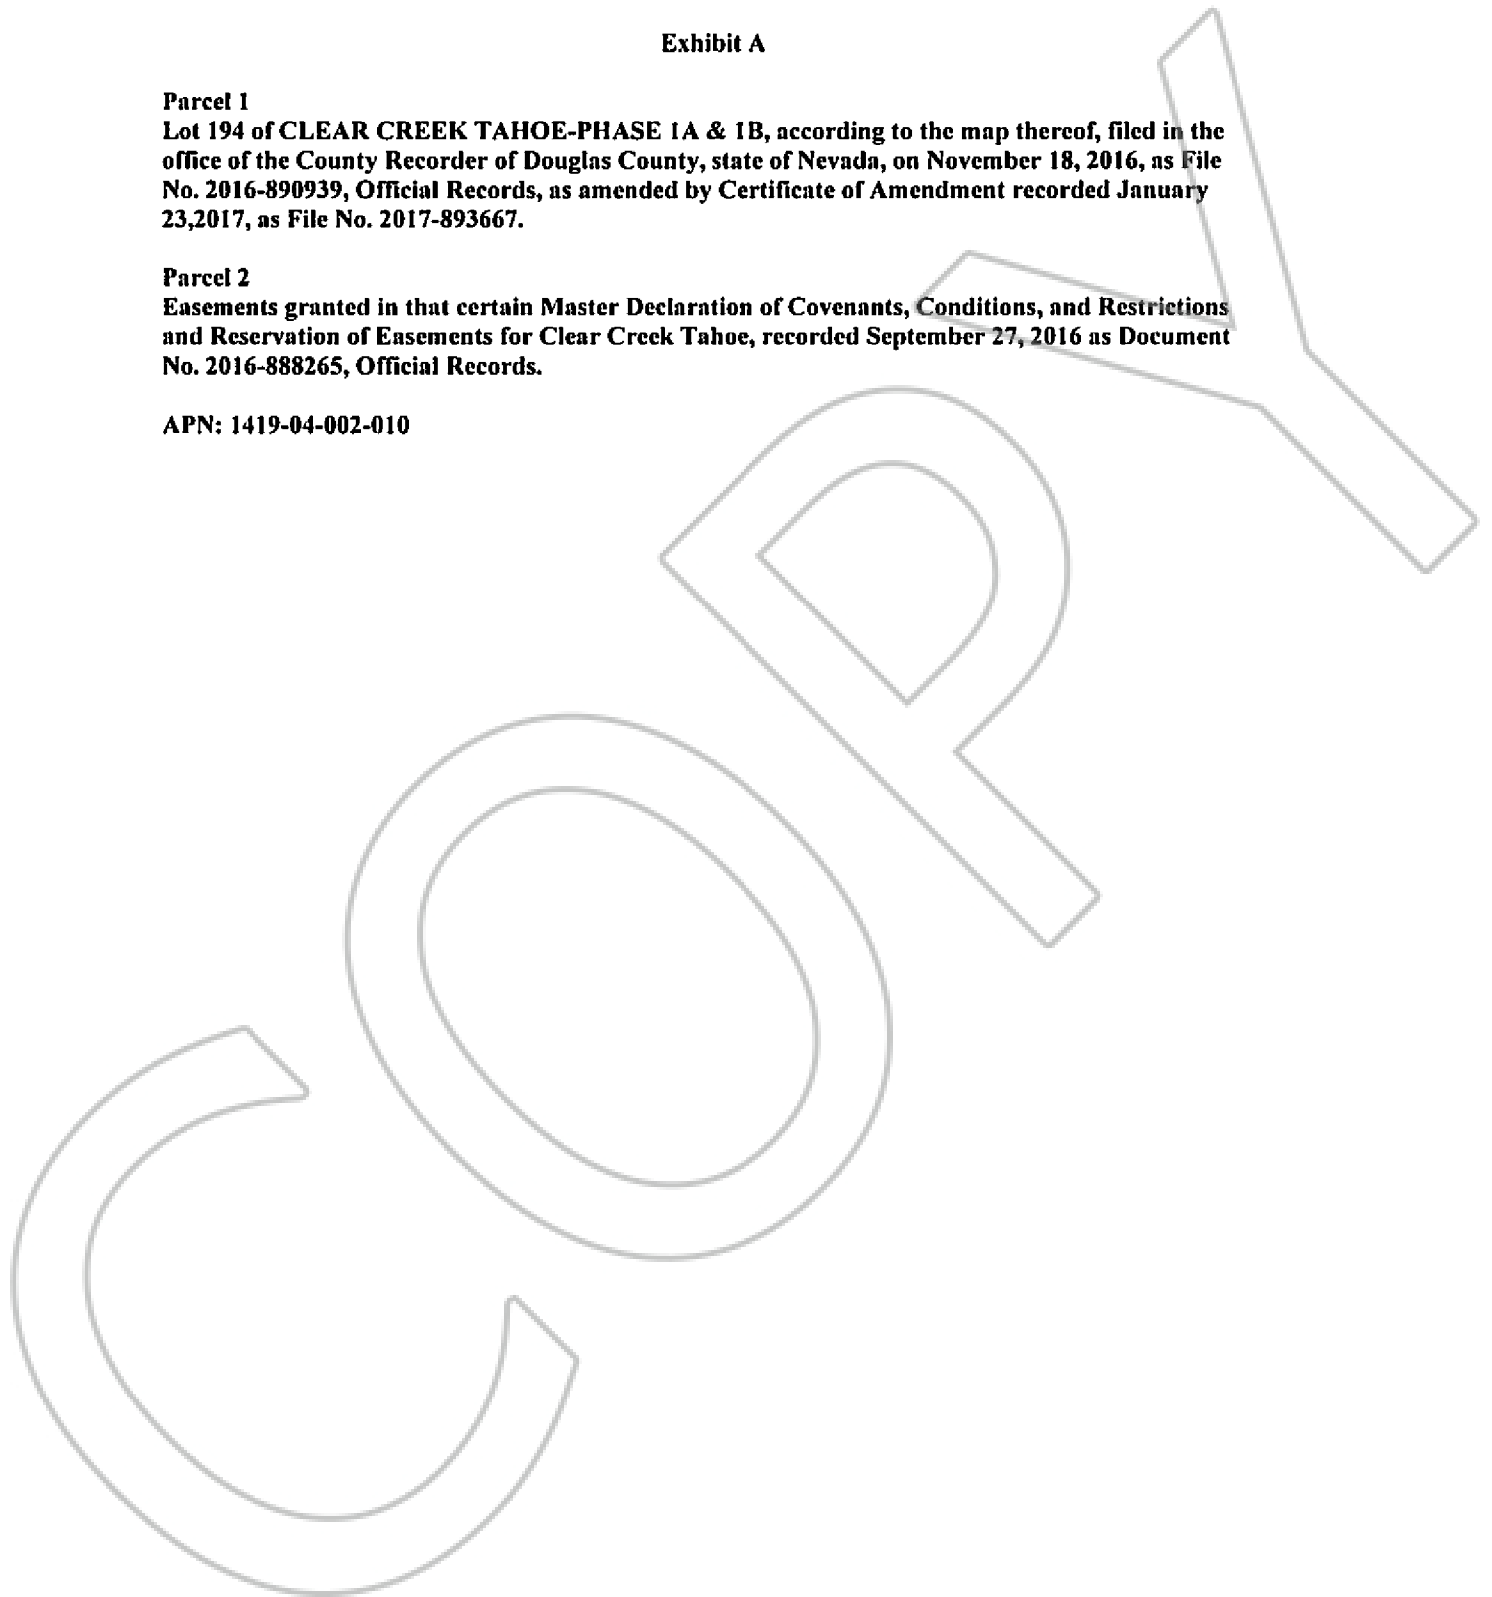 Exhibit A
Parcel 1
Lot 194 of CLEAR CREEK TAHOE-PHASE 1A & 1B, according to the map thereof, filed in the
office of the County Recorder of Douglas County, state of Nevada, on November 18, 2016, as File
No. 2016-890939, Official Records, as amended by Certificate of Amendment recorded January
23,2017, as File No. 2017-893667.
Parcel 2
Easements granted in that certain Master Declaration of Covenants, Conditions, and Restrictions
and Reservation of Easements for Clear Creek Tahoe, recorded September 27, 2016 as Document
No. 2016-888265, Official Records.
APN: 1419-04-002-010
COPY